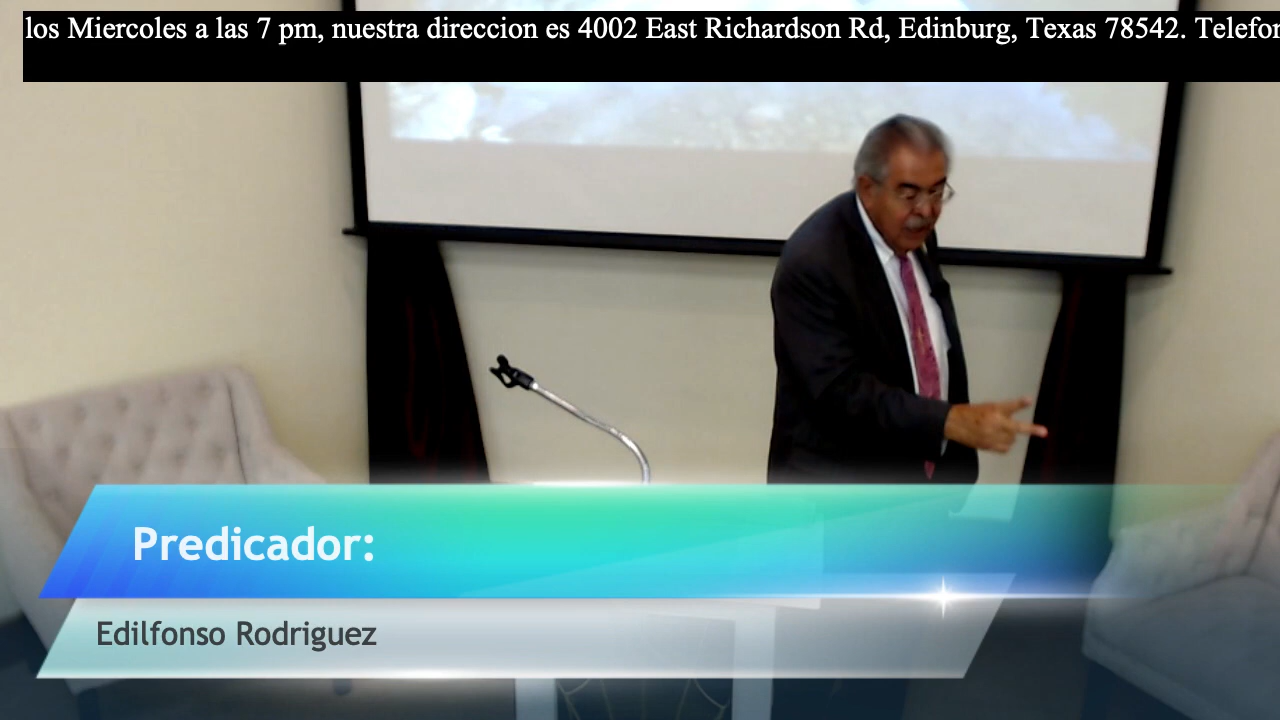 los Miercoles a las 7 pm, nuestra direccion es 4002 East Richardson Rd, Edinburg, Texas 78542.
Predicador:
Edilfonso Rodriguez